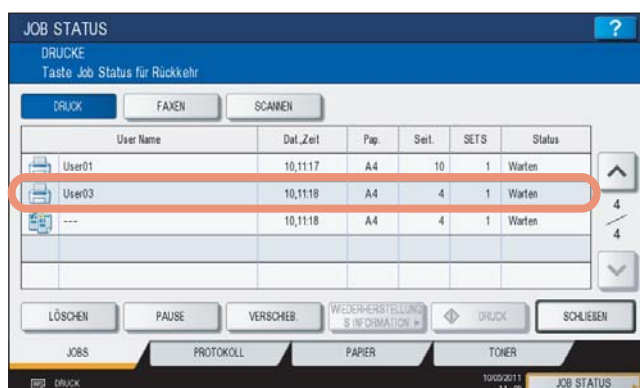 JOB STATUS ?
DRUCKE
Taste Job Status für Rückkehr
DRUCK FAXEN SCANNEN
User Name Dat.,Zeit Pap. Seit. SETS Status
User01 10,11:17 A4 10 1 Warten
User03 10,11:18 A4 4 1 Warten
--- 10,11:18 A4 4 1 Warten
4
4
LÖSCHEN PAUSE VERSCHIEB. WIEDERHERSTELLUNG
S INFORMATION DRUCK SCHLIEßEN
JOBS PROTOKOLL PAPIER TONER
DRUCK 10/03/2011
JOB STATUS